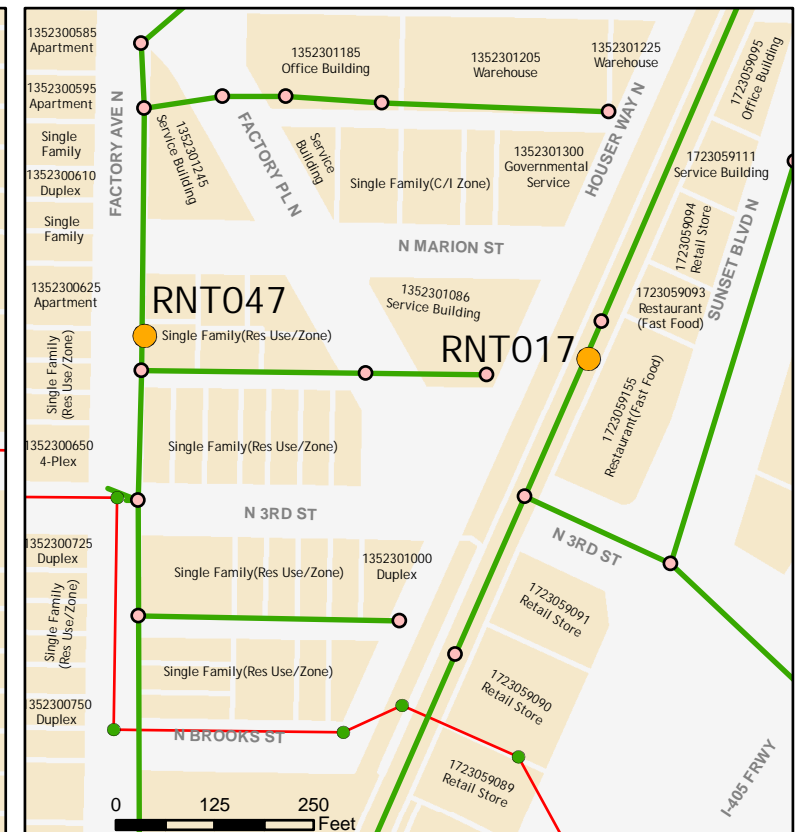 1352300585
Apartment
1352301185
Office Building
1352301205
Warehouse
1352301225
Warehouse
1723059095
Office Building
1352300595
Apartment
FACTORY AVE N
1352301245
Service Building
FACTORY PL N
Service
Building
Single
Family
1352300610
Duplex
Single
Family
Single Family(C/I Zone)
1352301300
Governmental
Service
HOUSER WAY N
1723059111
Service Building
1723059094
Retail Store
SUNSET BLVD N
N MARION ST
1352300625
Apartment
RNT047
Single Family(Res Use/Zone)
1352301086
Service Building
RNT017
1723059093
Restaurant
(Fast Food)
1723059155
Restaurant(Fast Food)
Single Family
(Res Use/Zone)
1352300650
4-Plex
Single Family(Res Use/Zone)
N 3RD ST
N 3RD ST
1352300725
Duplex
Single Family(Res Use/Zone)
1352301000
Duplex
1723059091
Retail Store
Single Family
(Res Use/Zone)
Single Family(Res Use/Zone)
1723059090
Retail Store
1352300750
Duplex
N BROOKS ST
1723059089
Retail Store
I-405 FRWY
0 125 250
Feet